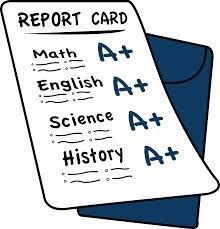 REPORT CARD
Math A+
English A+
Science A+
History A+